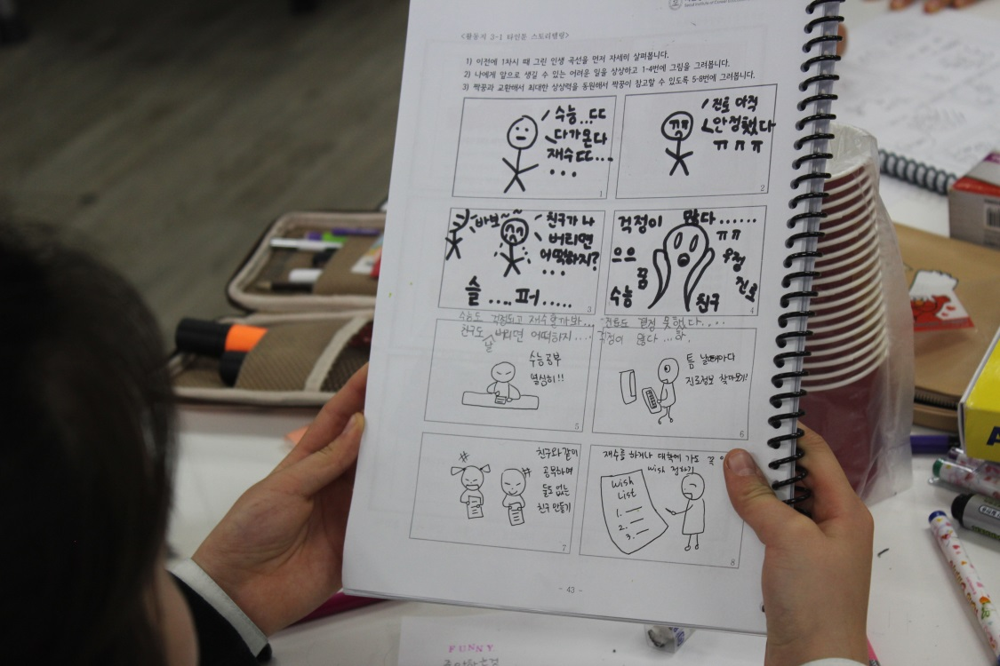 <활동지 3-1 타인툰 스토리텔링>
1) 이전에 1차시 때 그린 인생 곡선을 먼저 자세히 살펴봅니다.
2) 나에게 앞으로 생길 수 있는 어려운 일을 상상하고 1-4번에 그림을 그려봅니다.
3) 짝꿍과 교환해서 최대한 상상력을 동원해서 짝꿍이 참고할 수 있도록 5-8번에 그려봅니다.
수능...ㄷㄷ
다가온다
재수ㄷㄷ...
...
1
진로 아직
안정했다
ㅠㅠㅠ
2
바보~~
친구가 나
버리면
어떡하지?
...
슬....퍼.....
3
걱정이 많다......
ㅠㅠ
으으
꿈
수능
친구
진로
4
수능도 걱정되고 재수할까봐... 진로도 결정 못했다....
친구도 날 버리면 어떡하지.... 걱정이 많다...하.
수능공부
열심히!!
5
틈 날때마다
진로정보 찾아보기!
6
친구와 같이
공부하며
둘도 없는
친구 만들기
7
재수를 하거나 대학에 가도 꼭
wish 정하기
Wish
List
1.
2.
3.
8
- 43 -
FUNNY